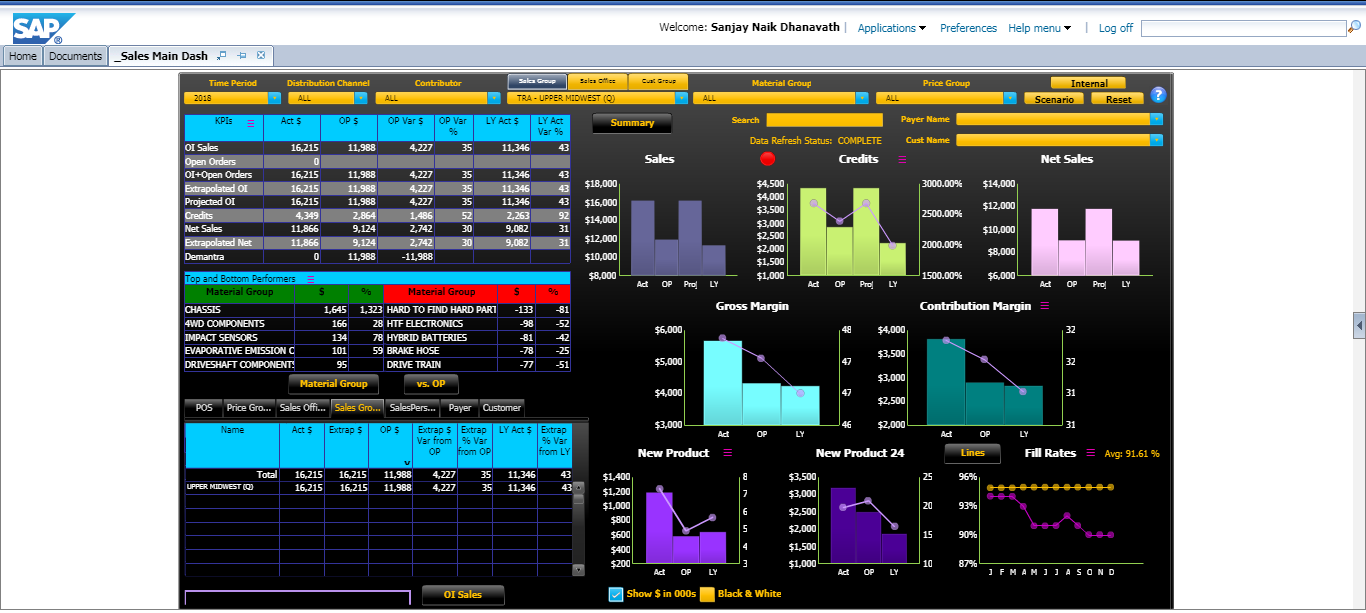 SAP ®
Welcome: Sanjay Naik Dhanavath | Applications Preferences Help menu | Log off
Home Documents _Sales Main Dash
Time Period Distribution Channel Contributor Sales Group Sales Office Cust Group Material Group Price Group Internal
2018 ALL ALL TRA - UPPER MIDWEST (Q) ALL ALL Scenario Reset ?
KPIs Act $ OP $ OP Var $ OP Var % LY Act $ LY Act Var %
OI Sales 16,215 11,988 4,227 35 11,346 43
Open Orders 0
OI+Open Orders 16,215 11,988 4,227 35 11,346 43
Extrapolated OI 16,215 11,988 4,227 35 11,346 43
Projected OI 16,215 11,988 4,227 35 11,346 43
Credits 4,349 2,864 1,486 52 2,263 92
Net Sales 11,866 9,124 2,742 30 9,082 31
Extrapolated Net 11,866 9,124 2,742 30 9,082 31
Demantra 0 11,988 -11,988
Top and Bottom Performers
Material Group $ % Material Group $ %
CHASSIS 1,645 1,323 HARD TO FIND HARD PART -133 -81
4WD COMPONENTS 166 28 HTF ELECTRONICS -98 -52
IMPACT SENSORS 134 78 HYBRID BATTERIES -81 -42
EVAPORATIVE EMISSION C 101 59 BRAKE HOSE -78 -25
DRIVESHAFT COMPONENTS 95 DRIVE TRAIN -77 -51
Material Group vs. OP
POS Price Gro... Sales Offi... Sales Gro... SalesPers... Payer Customer
Name Act $ Extrap $ OP $ Extrap $ Var from OP Extrap % Var from OP LY Act $ Extrap % Var from LY
Total 16,215 16,215 11,988 4,227 35 11,346 43
UPPER MIDWEST (Q) 16,215 16,215 11,988 4,227 35 11,346 43
OI Sales
Summary Search Payer Name
Data Refresh Status: COMPLETE Cust Name
Sales
$18,000
$16,000
$14,000
$12,000
$10,000
$8,000
Act OP Proj LY
Credits
$4,500 3000.00%
$4,000
$3,500 2500.00%
$3,000
$2,500 2000.00%
$2,000
$1,500
$1,000 1500.00%
Act OP Proj LY
Net Sales
$14,000
$12,000
$10,000
$8,000
$6,000
Act OP Proj LY
Gross Margin
$6,000 48
47
$5,000
47
$4,000
$3,000 46
Act OP LY
Contribution Margin
$4,000 32
$3,500 32
$3,000
$2,500 31
$2,000 31
Act OP LY
New Product
$1,400 8
$1,200 7
$1,000 6
$800 5
$600
$400 4
$200 3
Act OP LY
New Product 24
$3,500 25
$3,000
$2,500 20
$2,000
$1,500 15
$1,000 10
Act OP LY
Lines Fill Rates Avg: 91.61 %
96%
93%
90%
87%
J F M A M J J A S O N D
Show $ in 000s Black & White